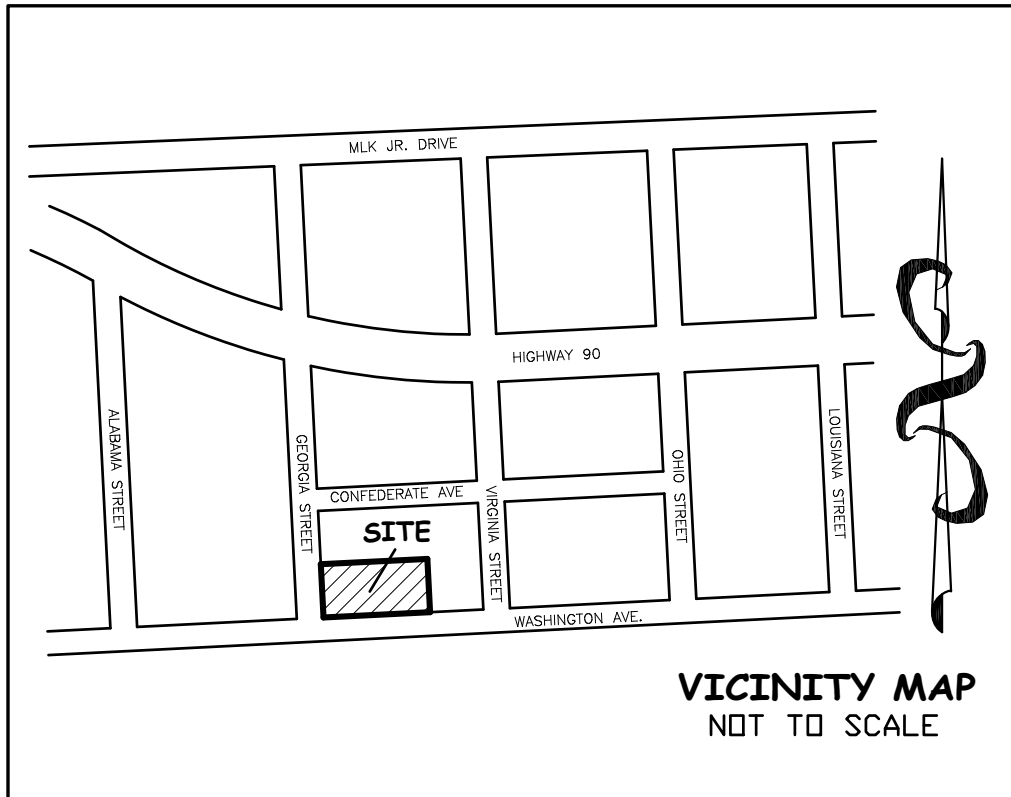 MLK JR. DRIVE
HIGHWAY 90
ALABAMA STREET
GEORGIA STREET
CONFEDERATE AVE
VIRGINIA STREET
OHIO STREET
LOUISIANA STREET
SITE
WASHINGTON AVE.
VICINITY MAP
NOT TO SCALE